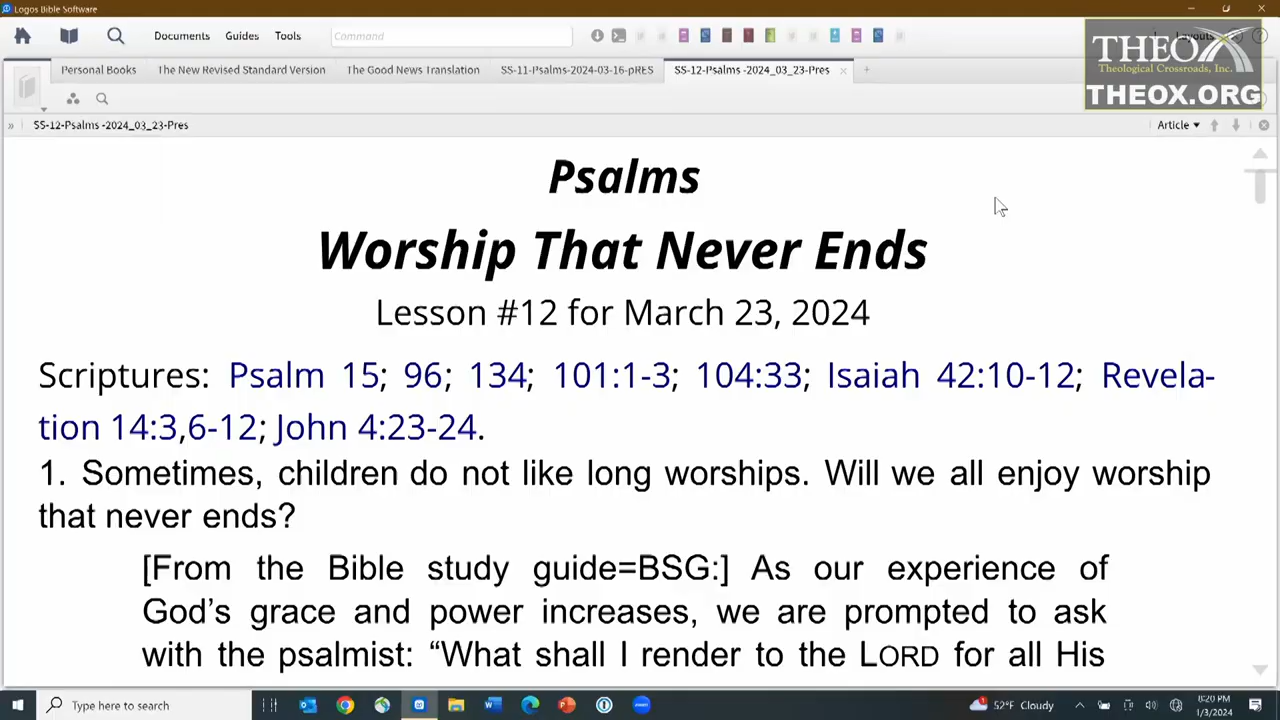 Logos Bible Software
Documents Guides Tools Command
THEOX
Theological Crossroads, Inc.
THEOX.ORG
Personal Books The New Revised Standard Version The Good News Translation S 11-Psalms-2024-03-16-pRES SS-12-Psalms -2024_03_23-Pres
SS-12-Psalms -2024_03_23-Pres Article
Psalms
Worship That Never Ends
Lesson #12 for March 23, 2024
Scriptures: Psalm 15; 96; 134; 101:1-3; 104:33; Isaiah 42:10-12; Revela-
tion 14:3,6-12; John 4:23-24.
1. Sometimes, children do not like long worships. Will we all enjoy worship
that never ends?
[From the Bible study guide=BSG:] As our experience of
God’s grace and power increases, we are prompted to ask
with the psalmist: “What shall I render to the LORD for all His
Type here to search 52°F Cloudy 8:20 PM
1/3/2024